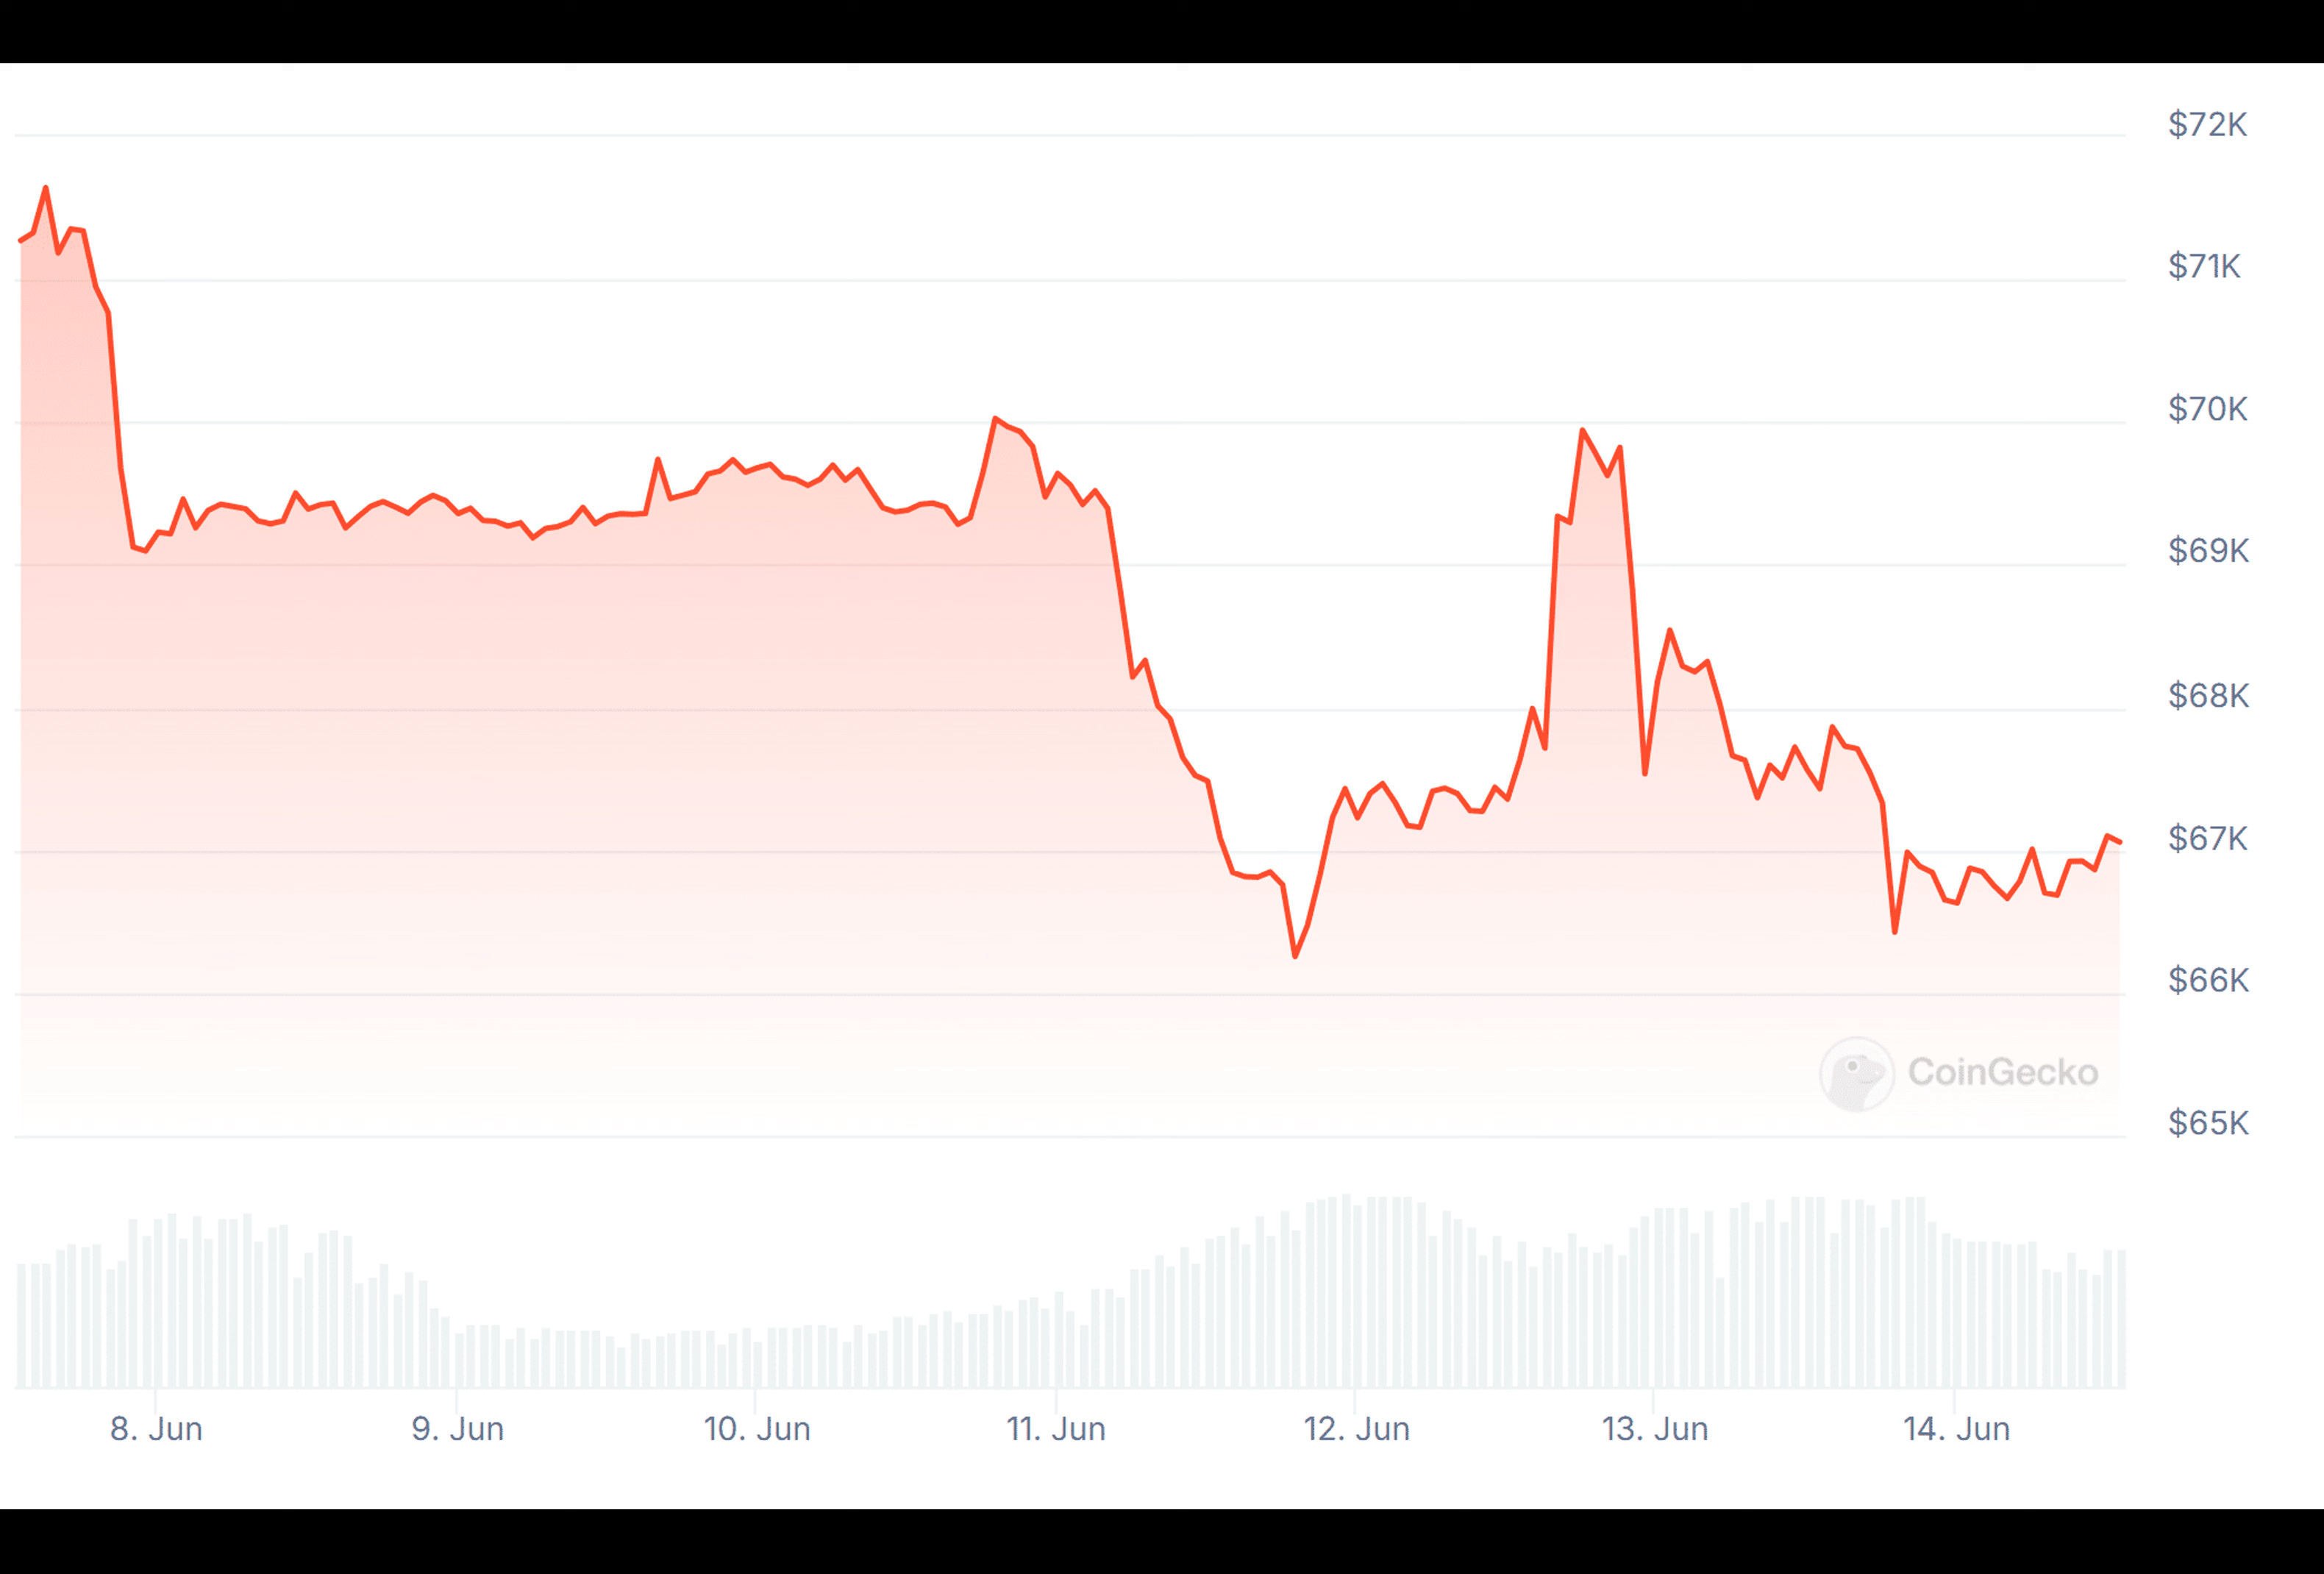 $72K
$71K
$70K
$69K
$68K
$67K
$66K
CoinGecko
$65K
8. Jun 9. Jun 10. Jun 11. Jun 12. Jun 13. Jun 14. Jun